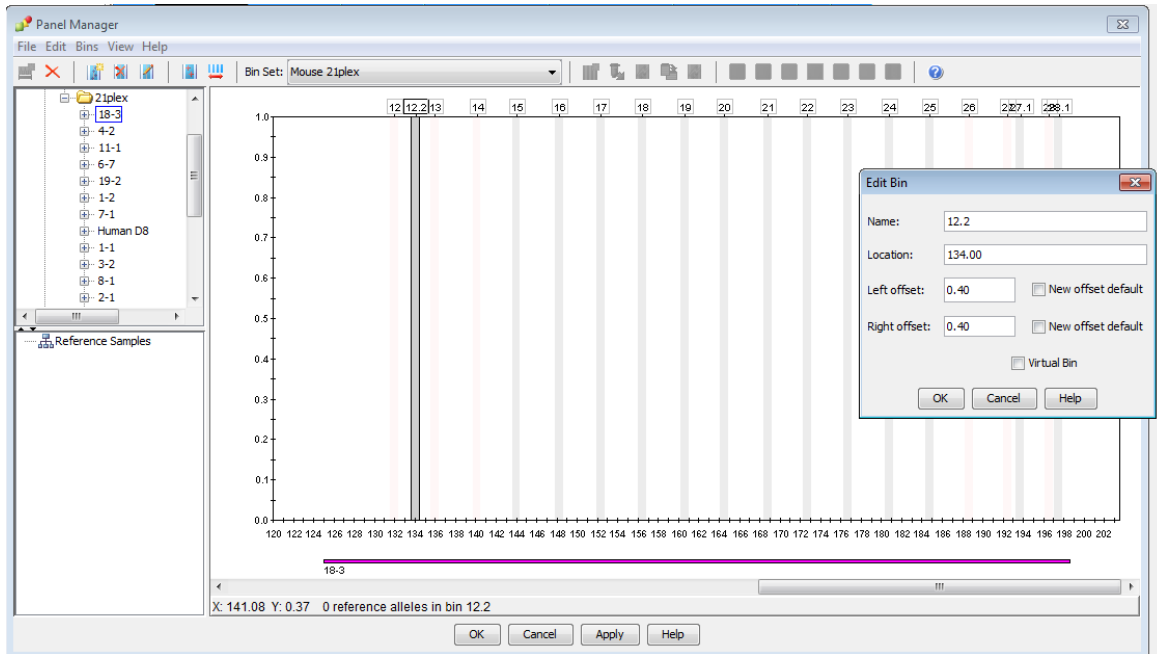 Panel Manager
File Edit Bins View Help
Bin Set: Mouse 21plex
21plex
18-3
4-2
11-1
6-7
19-2
1-2
7-1
Human D8
1-1
3-2
8-1
2-1
Reference Samples
12 12.2 13 14 15 16 17 18 19 20 21 22 23 24 25 26 27.1 28.1
1.0
0.9
0.8
0.7
0.6
0.5
0.4
0.3
0.2
0.1
0.0
120 122 124 126 128 130 132 134 136 138 140 142 144 146 148 150 152 154 156 158 160 162 164 166 168 170 172 174 176 178 180 182 184 186 188 190 192 194 196 198 200 202
18-3
X: 141.08 Y: 0.37 0 reference alleles in bin 12.2
OK Cancel Apply Help
Edit Bin
Name: 12.2
Location: 134.00
Left offset: 0.40 New offset default
Right offset: 0.40 New offset default
Virtual Bin
OK Cancel Help